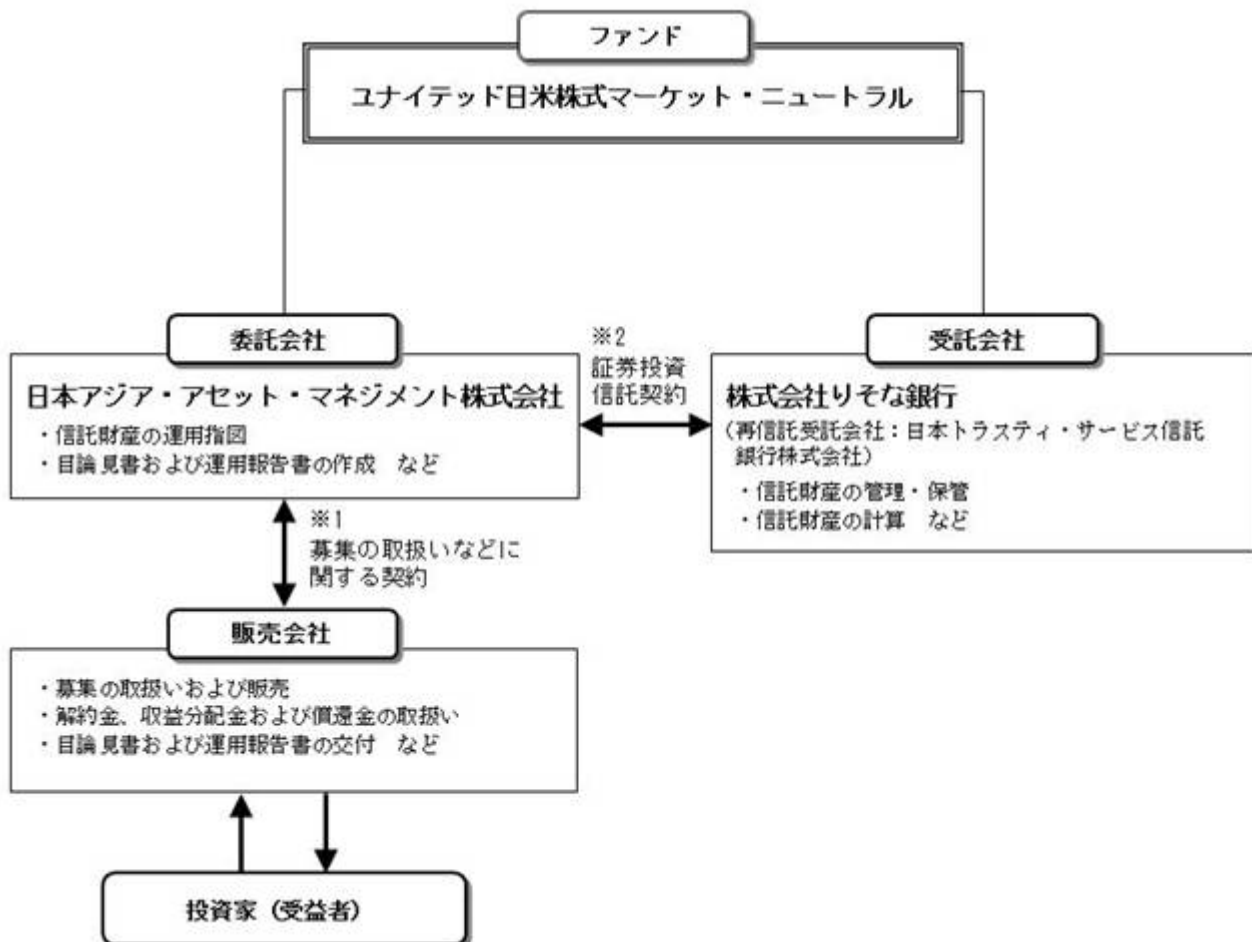 ファンド
ユナイテッド日米株式マーケット・ニュートラル
委託会社
日本アジア・アセット・マネジメント株式会社
・信託財産の運用指図
・目論見書および運用報告書の作成　など
※2
証券投資
信託契約
受託会社
株式会社りそな銀行
（再信託受託会社：日本トラスティ・サービス信託
銀行株式会社）
・信託財産の管理・保管
・信託財産の計算　など
※1
募集の取扱いなどに
関する契約
販売会社
・募集の取扱いおよび販売
・解約金、収益分配金および償還金の取扱い
・目論見書および運用報告書の交付　など
投資家（受益者）